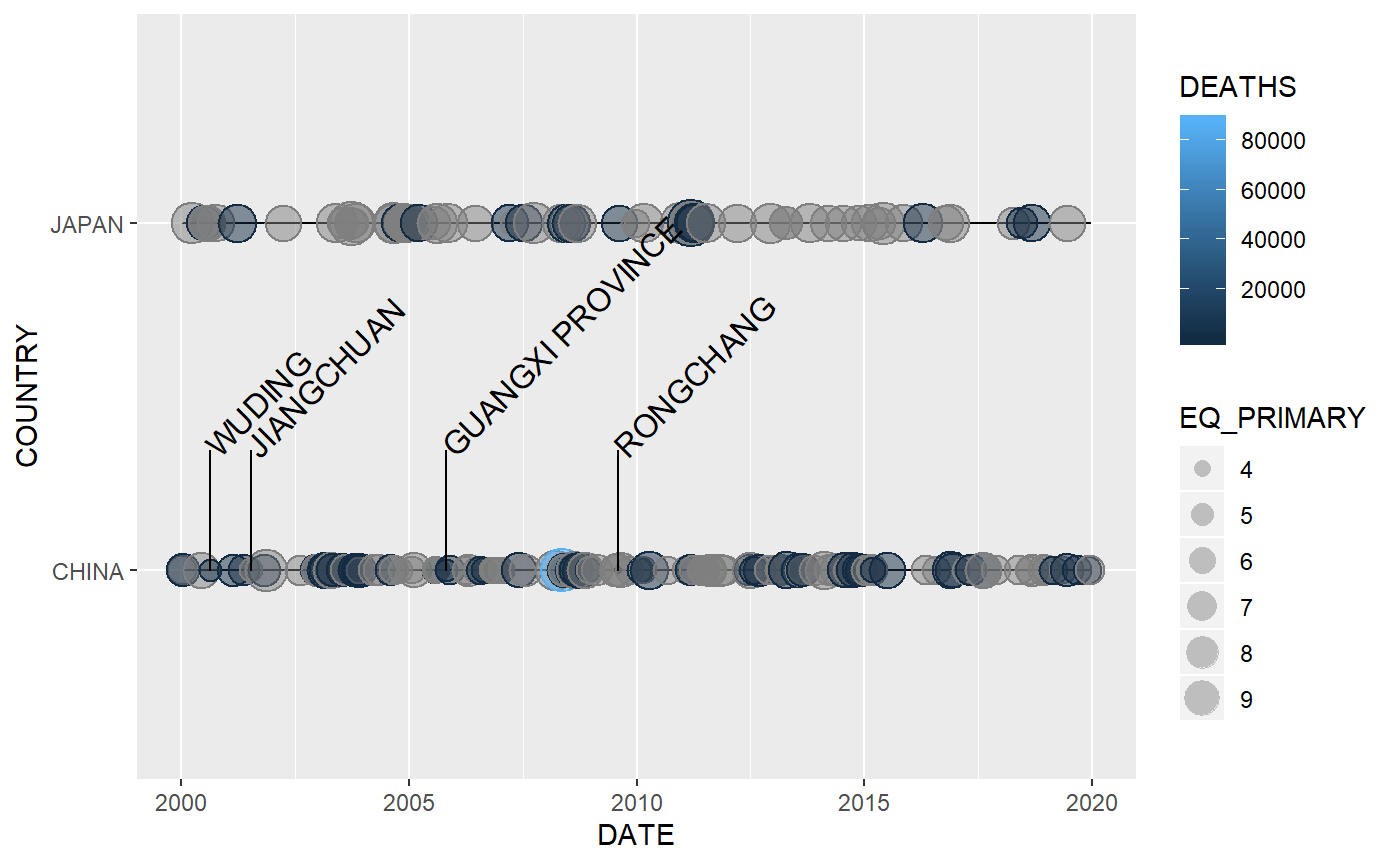 DEATHS
80000
60000
40000
20000
EQ_PRIMARY
4
5
6
7
8
9
COUNTRY
JAPAN
CHINA
WUDING
JIANGCHUAN
GUANGXI PROVINCE
RONGCHANG
2000
2005
2010
2015
2020
DATE